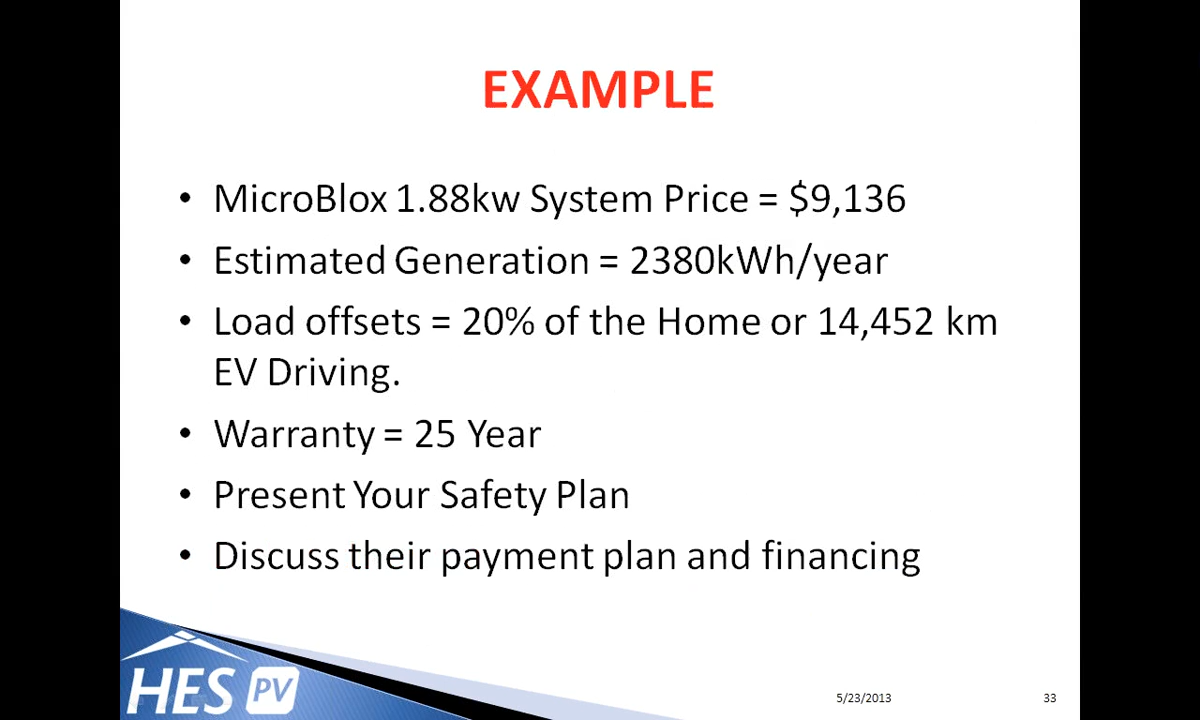 EXAMPLE
• MicroBlox 1.88kw System Price = $9,136
• Estimated Generation = 2380kWh/year
• Load offsets = 20% of the Home or 14,452 km
EV Driving.
• Warranty = 25 Year
• Present Your Safety Plan
• Discuss their payment plan and financing
HES PV
5/23/2013
33